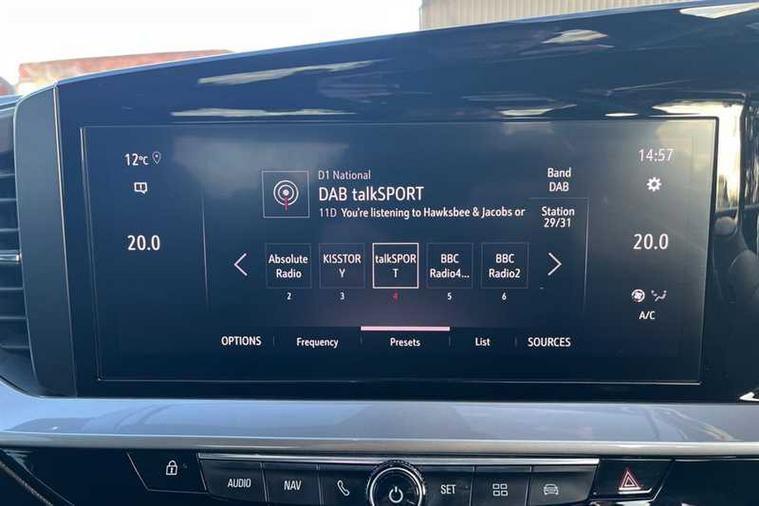 12°C
14:57
D1 National
DAB talkSPORT
11D You're listening to Hawksbee & Jacobs or
Band
DAB
Station
29/31
20.0
20.0
Absolute
Radio
2
KISSTOR
Y
3
talkSPOR
T
4
BBC
Radio4...
5
BBC
Radio2
6
A/C
OPTIONS
Frequency
Presets
List
SOURCES
AUDIO
NAV
SET